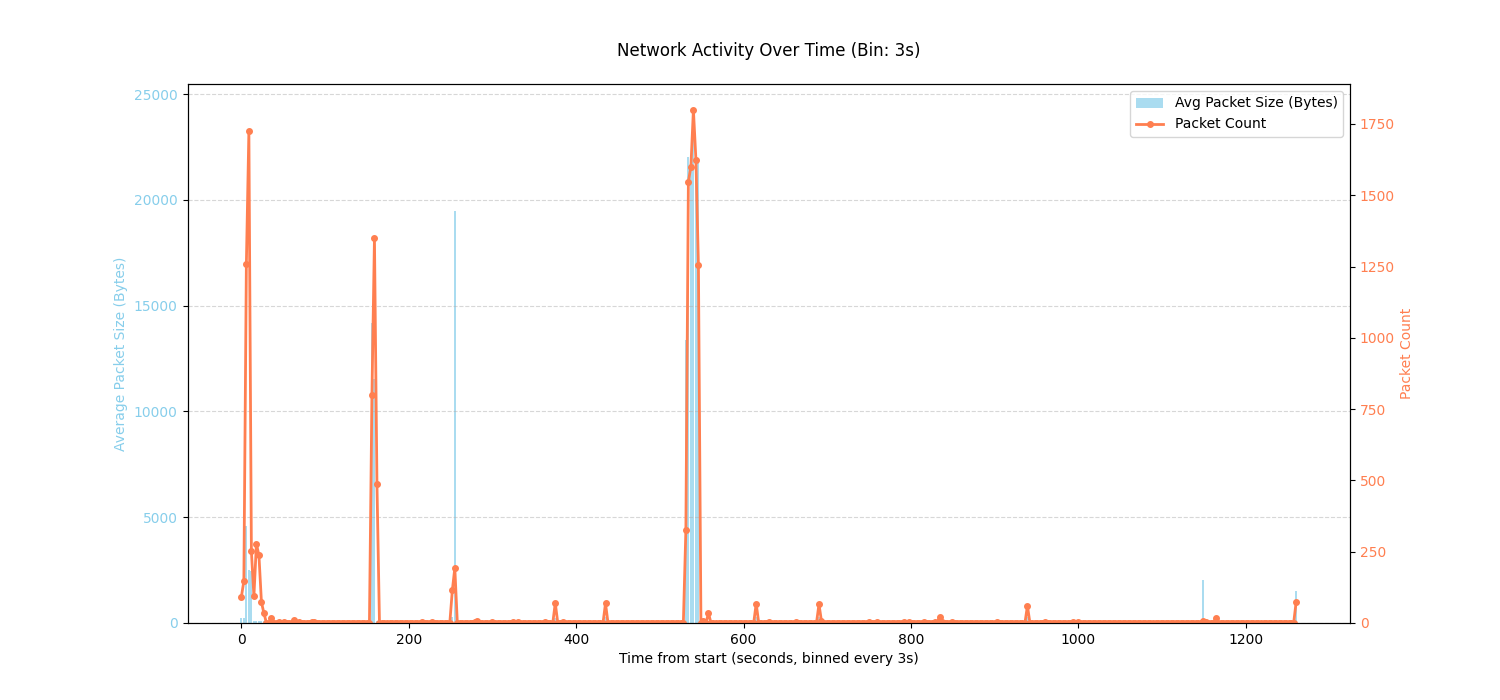 Network Activity Over Time (Bin: 3s)
Avg Packet Size (Bytes)
Packet Count
25000
20000
15000
10000
5000
0
Average Packet Size (Bytes)
1750
1500
1250
1000
750
500
250
0
Packet Count
0 200 400 600 800 1000 1200
Time from start (seconds, binned every 3s)